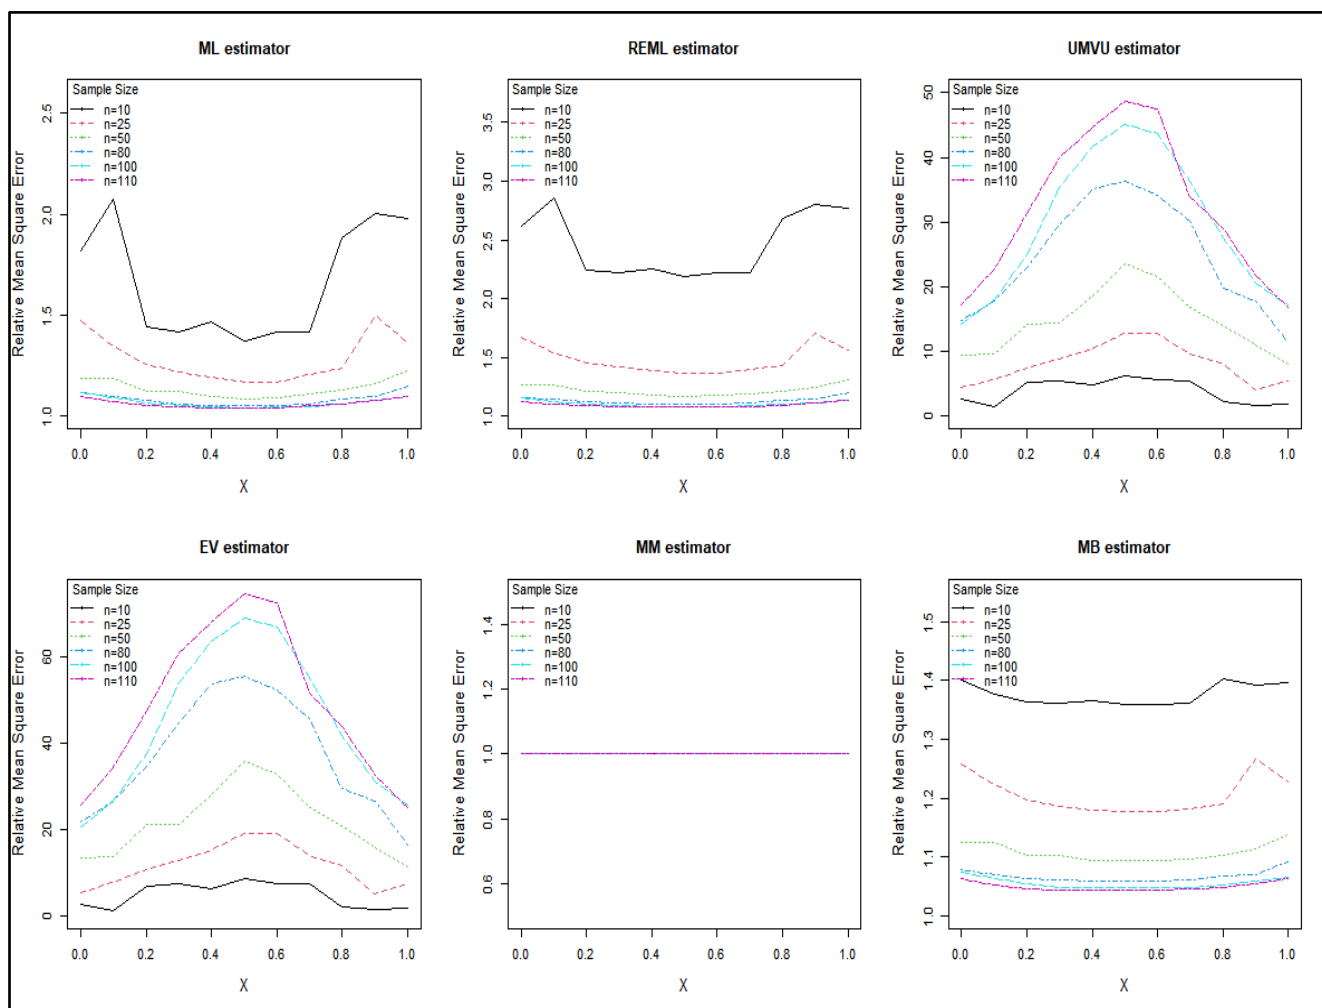 ML estimator
Relative Mean Square Error
2.5
2.0
1.5
1.0
Sample Size
n=10
n=25
n=50
n=80
n=100
n=110
0.0 0.2 0.4 0.6 0.8 1.0
X
REML estimator
Relative Mean Square Error
3.5
3.0
2.5
2.0
1.5
1.0
Sample Size
n=10
n=25
n=50
n=80
n=100
n=110
0.0 0.2 0.4 0.6 0.8 1.0
X
UMVU estimator
Relative Mean Square Error
50
40
30
20
10
0
Sample Size
n=10
n=25
n=50
n=80
n=100
n=110
0.0 0.2 0.4 0.6 0.8 1.0
X
EV estimator
Relative Mean Square Error
60
40
20
0
Sample Size
n=10
n=25
n=50
n=80
n=100
n=110
0.0 0.2 0.4 0.6 0.8 1.0
X
MM estimator
Relative Mean Square Error
1.4
1.2
1.0
0.8
0.6
Sample Size
n=10
n=25
n=50
n=80
n=100
n=110
0.0 0.2 0.4 0.6 0.8 1.0
X
MB estimator
Relative Mean Square Error
1.5
1.4
1.3
1.2
1.1
1.0
Sample Size
n=10
n=25
n=50
n=80
n=100
n=110
0.0 0.2 0.4 0.6 0.8 1.0
X